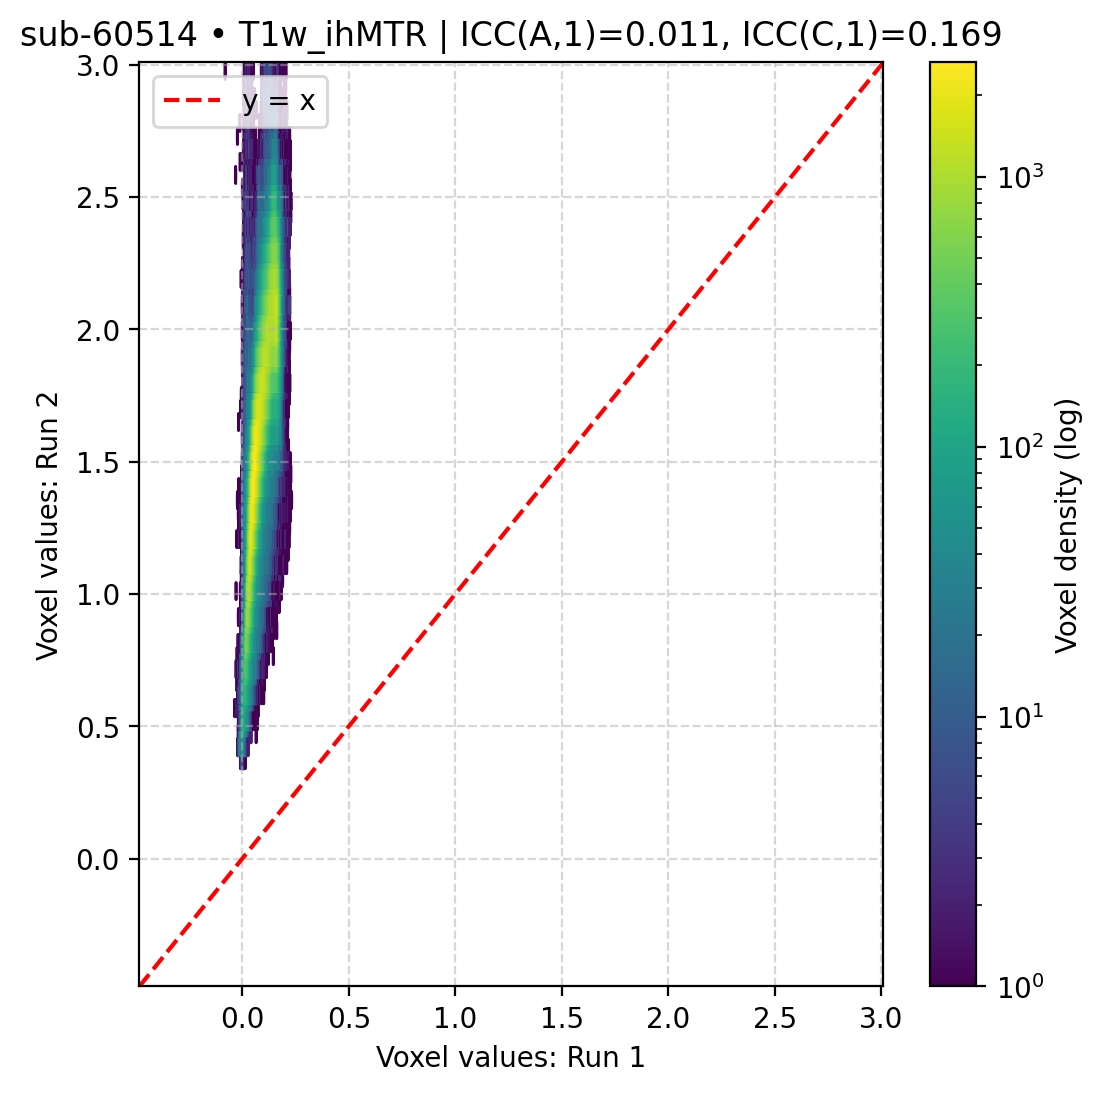 sub-60514 • T1w_ihMTR | ICC(A,1)=0.011, ICC(C,1)=0.169
y = x
3.0
2.5
2.0
1.5
1.0
0.5
0.0
Voxel values: Run 2
0.0 0.5 1.0 1.5 2.0 2.5 3.0
Voxel values: Run 1
10³
10²
10¹
10⁰
Voxel density (log)